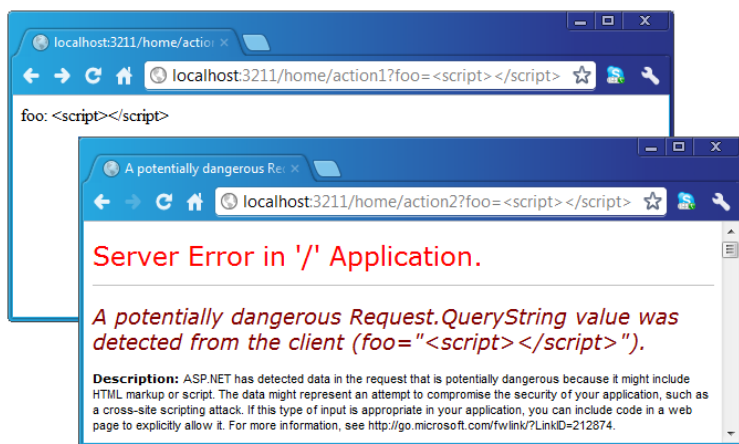 localhost:3211/home/action
localhost:3211/home/action1?foo=<script></script>
foo: <script></script>
A potentially dangerous Re
localhost:3211/home/action2?foo=<script></script>
Server Error in '/' Application.
A potentially dangerous Request.QueryString value was
detected from the client (foo="<script></script>").
Description: ASP.NET has detected data in the request that is potentially dangerous because it might include
HTML markup or script. The data might represent an attempt to compromise the security of your application, such as
a cross-site scripting attack. If this type of input is appropriate in your application, you can include code in a web
page to explicitly allow it. For more information, see http://go.microsoft.com/fwlink/?LinkID=212874.